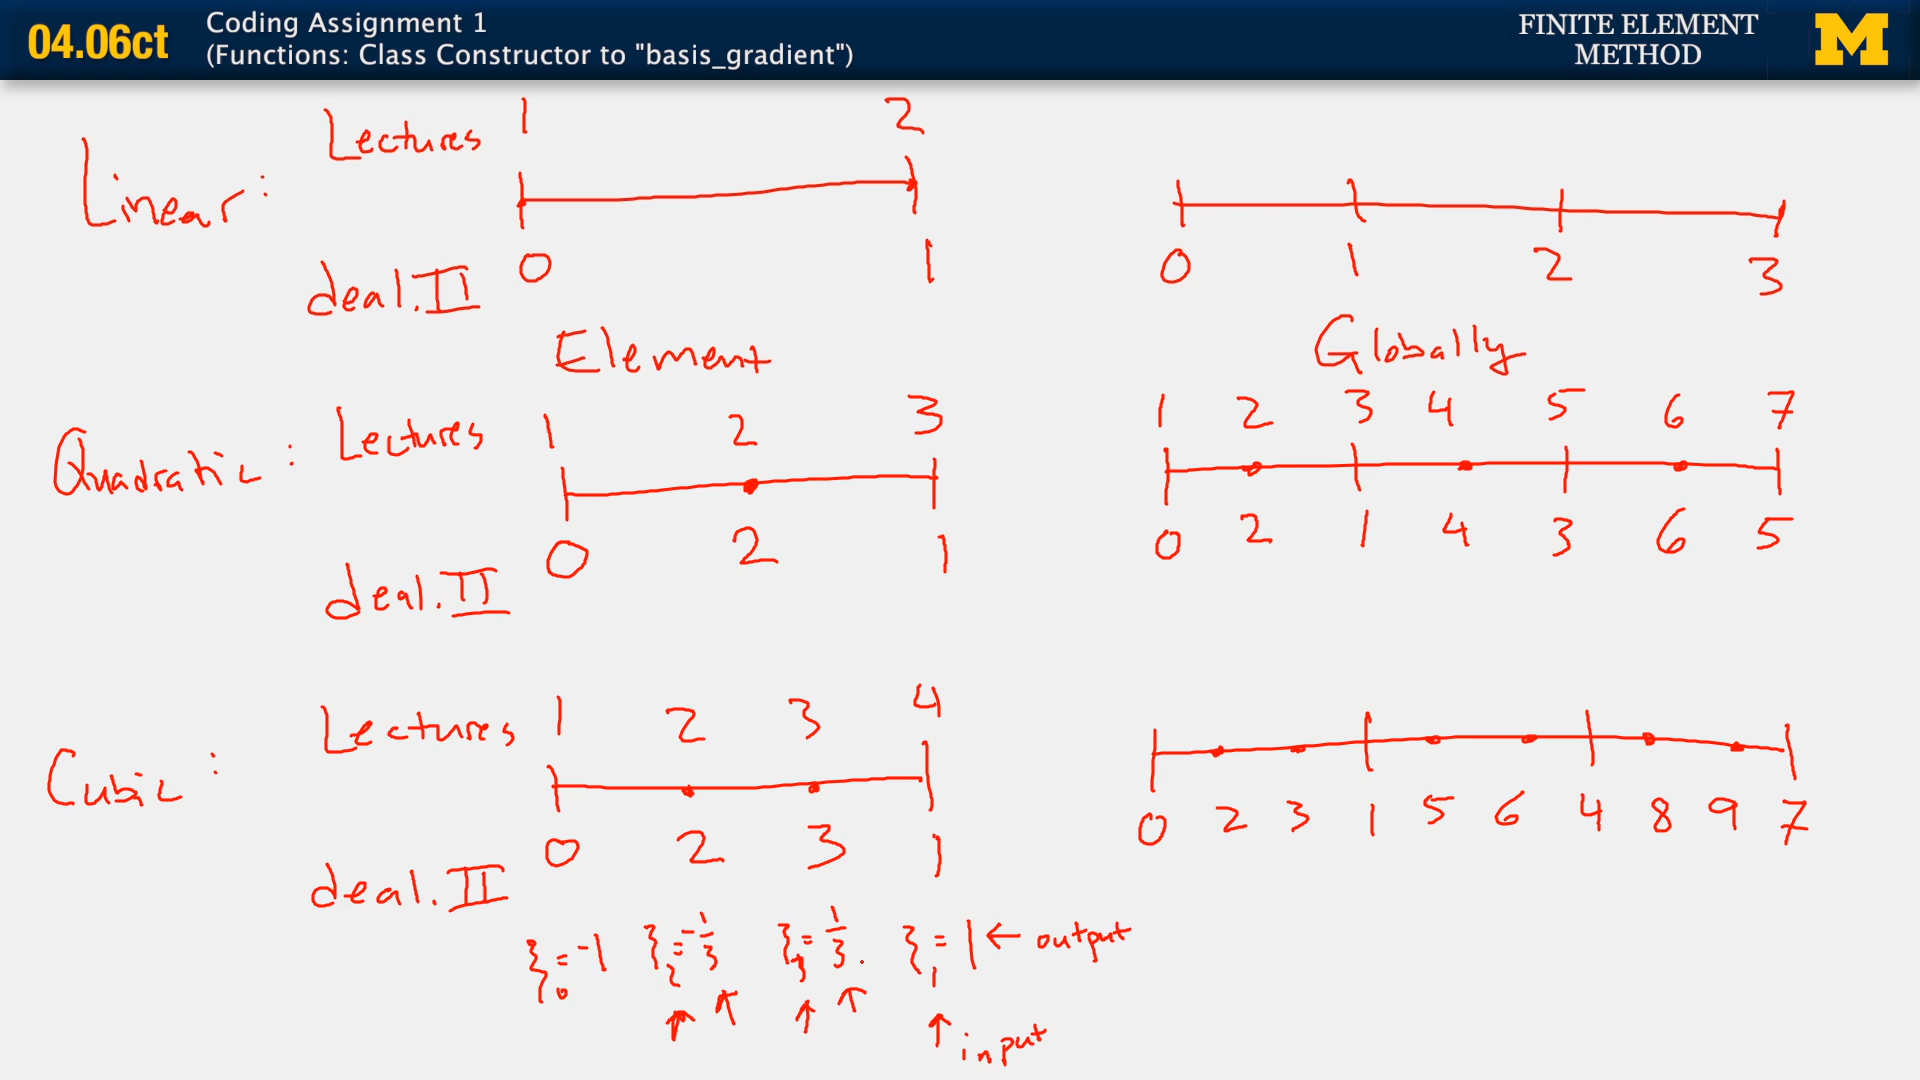 04.06ct
Coding Assignment 1
(Functions: Class Constructor to "basis_gradient")
FINITE ELEMENT
METHOD
M
Linear:
Lectures 1 2
deal.II 0 1
0 1 2 3
Element
Globally
Quadratic:
Lectures 1 2 3
deal.II 0 2 1
1 2 3 4 5 6 7
0 2 1 4 3 6 5
Cubic:
Lectures 1 2 3 4
deal.II 0 2 3 1
0 2 3 1 5 6 4 8 9 7
ξ₀ = -1 ξ₂ = -1/3 ξ₃ = 1/3 ξ₁ = 1 ← output
↑ ↑ ↑ ↑ ↑ input